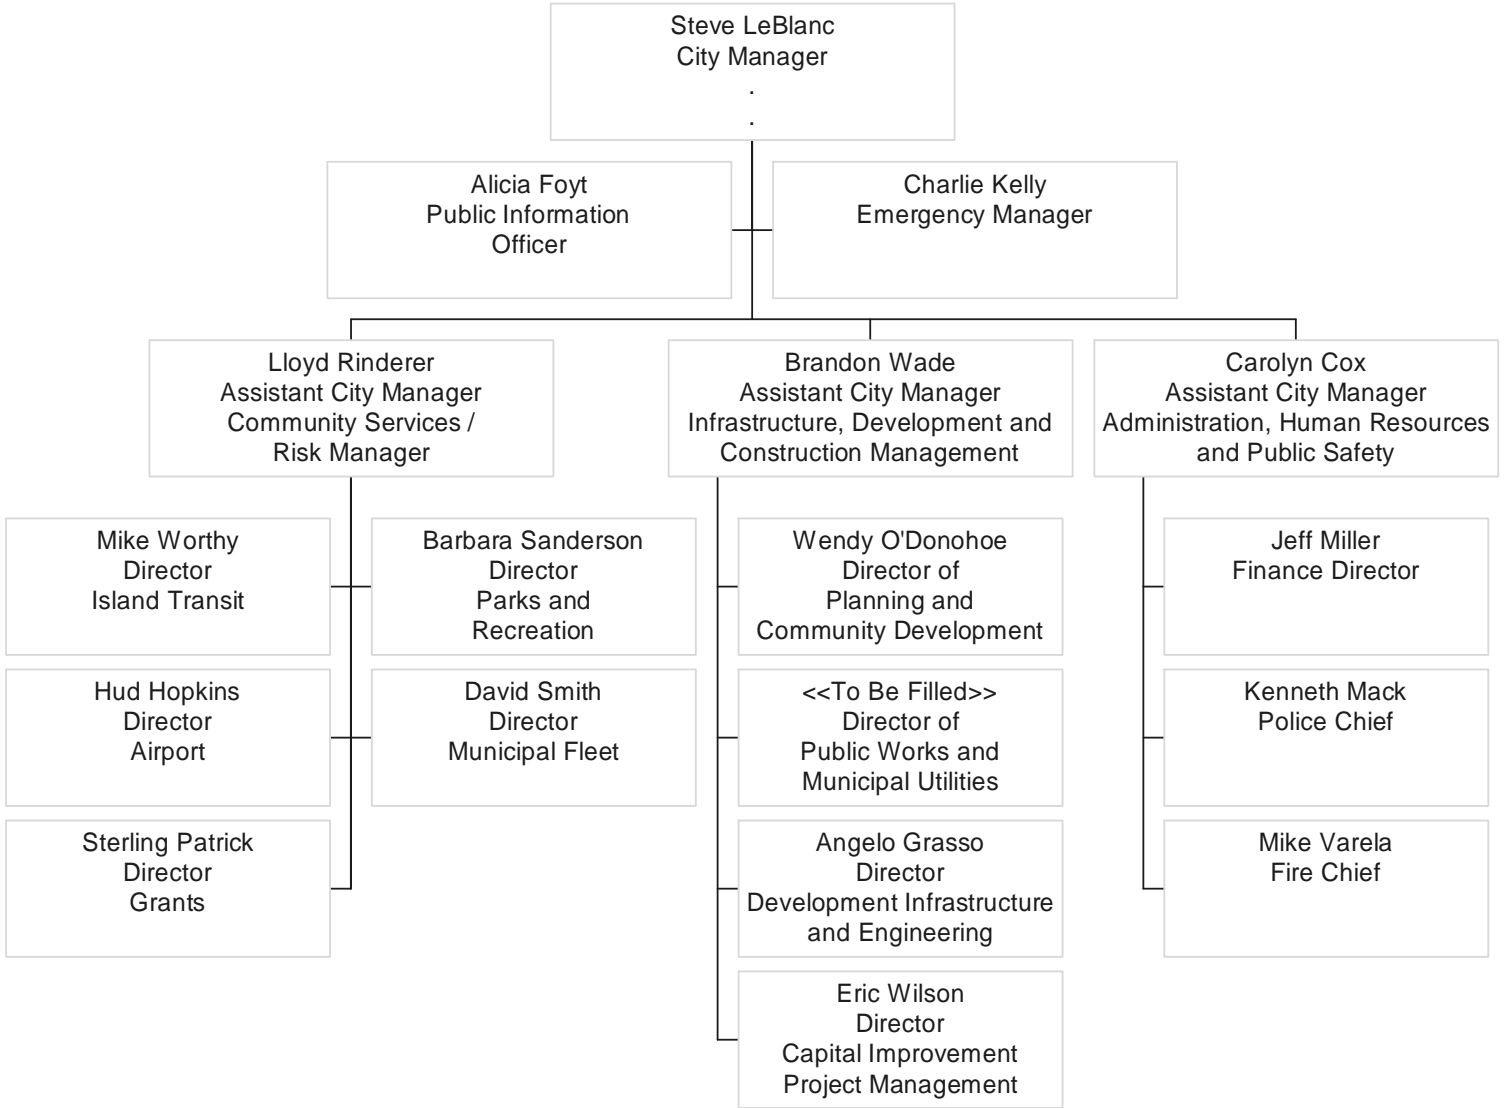 Steve LeBlanc
City Manager
.
.
Alicia Foyt
Public Information
Officer
Charlie Kelly
Emergency Manager
Lloyd Rinderer
Assistant City Manager
Community Services /
Risk Manager
Brandon Wade
Assistant City Manager
Infrastructure, Development and
Construction Management
Carolyn Cox
Assistant City Manager
Administration, Human Resources
and Public Safety
Mike Worthy
Director
Island Transit
Barbara Sanderson
Director
Parks and
Recreation
Wendy O'Donohoe
Director of
Planning and
Community Development
Jeff Miller
Finance Director
Hud Hopkins
Director
Airport
David Smith
Director
Municipal Fleet
<<To Be Filled>>
Director of
Public Works and
Municipal Utilities
Kenneth Mack
Police Chief
Sterling Patrick
Director
Grants
Angelo Grasso
Director
Development Infrastructure
and Engineering
Mike Varela
Fire Chief
Eric Wilson
Director
Capital Improvement
Project Management